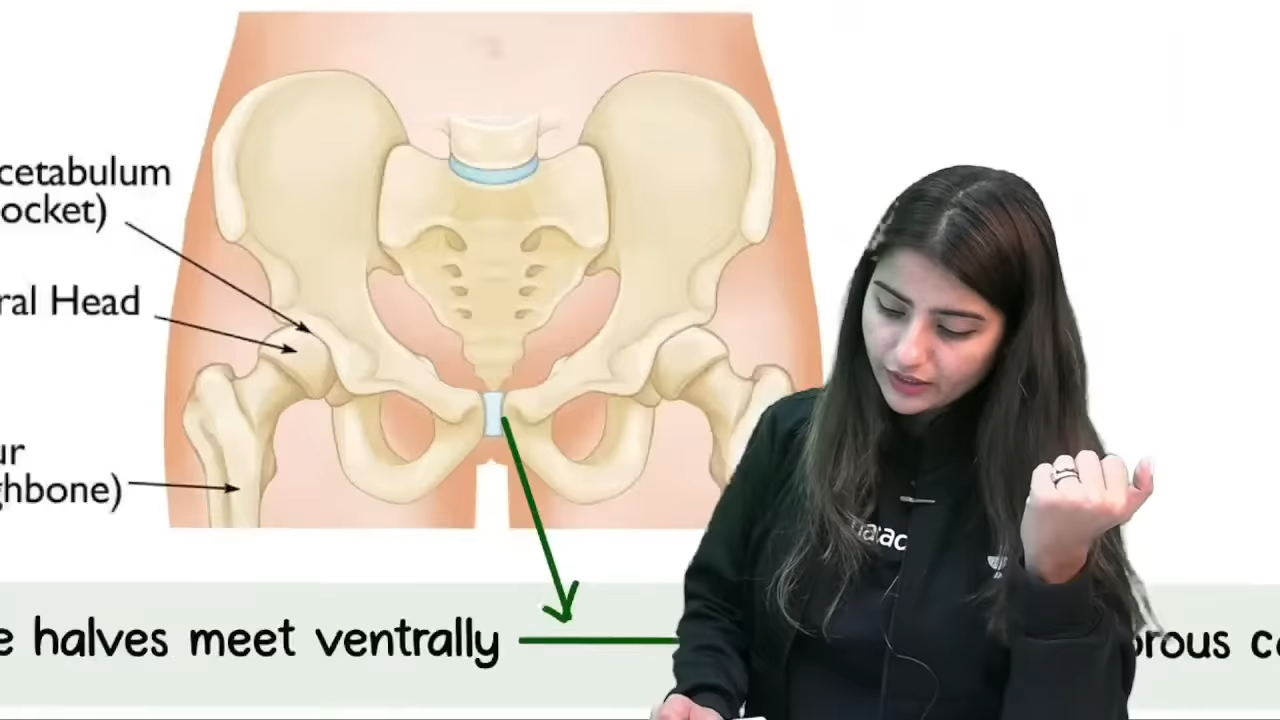 cetabulum
ocket)
ral Head
ur
ghbone)
e halves meet ventrally
orous c